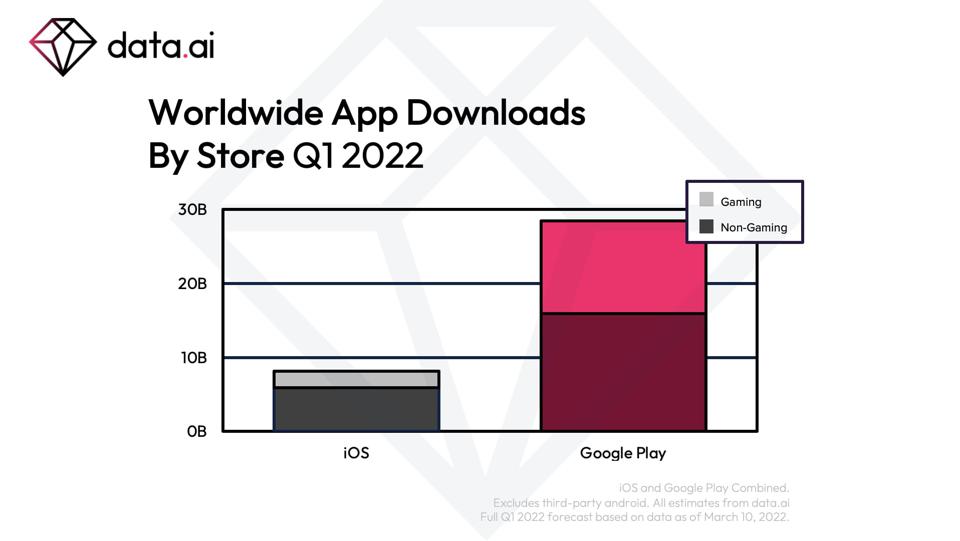 data.ai
Worldwide App Downloads
By Store Q1 2022
Gaming
Non-Gaming
30B
20B
10B
0B
iOS
Google Play
iOS and Google Play Combined.
Excludes third-party android. All estimates from data.ai
Full Q1 2022 forecast based on data as of March 10, 2022.